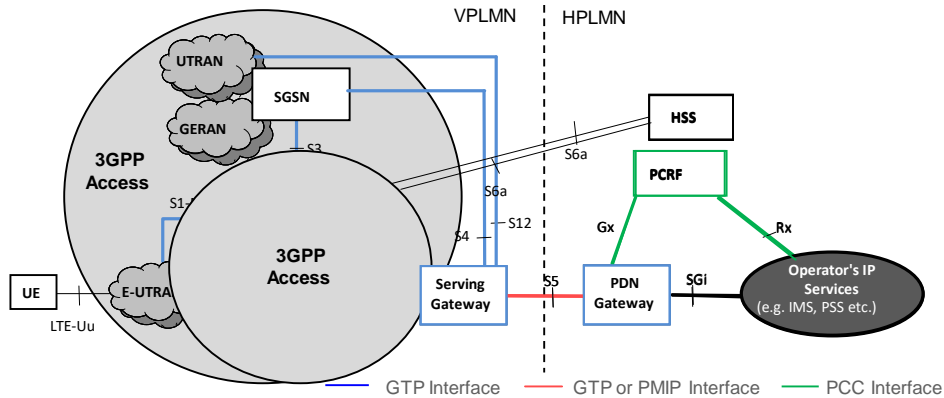 VPLMN
HPLMN
UTRAN
SGSN
GERAN
HSS
3GPP
Access
S3
S6a
S6a
PCRF
S1-
S12
S4
Gx
Rx
3GPP
Access
UE
LTE-Uu
E-UTRA
Serving
Gateway
S5
PDN
Gateway
SGi
Operator's IP
Services
(e.g. IMS, PSS etc.)
GTP Interface
GTP or PMIP Interface
PCC Interface